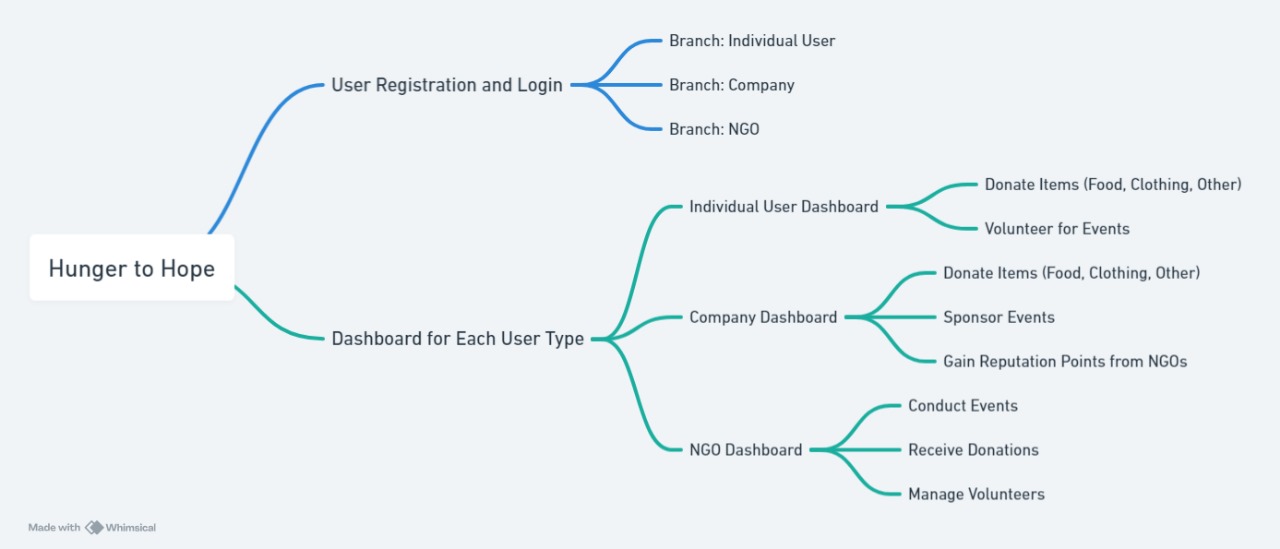 Hunger to Hope
User Registration and Login
Branch: Individual User
Branch: Company
Branch: NGO
Dashboard for Each User Type
Individual User Dashboard
Donate Items (Food, Clothing, Other)
Volunteer for Events
Company Dashboard
Donate Items (Food, Clothing, Other)
Sponsor Events
Gain Reputation Points from NGOs
NGO Dashboard
Conduct Events
Receive Donations
Manage Volunteers
Made with Whimsical